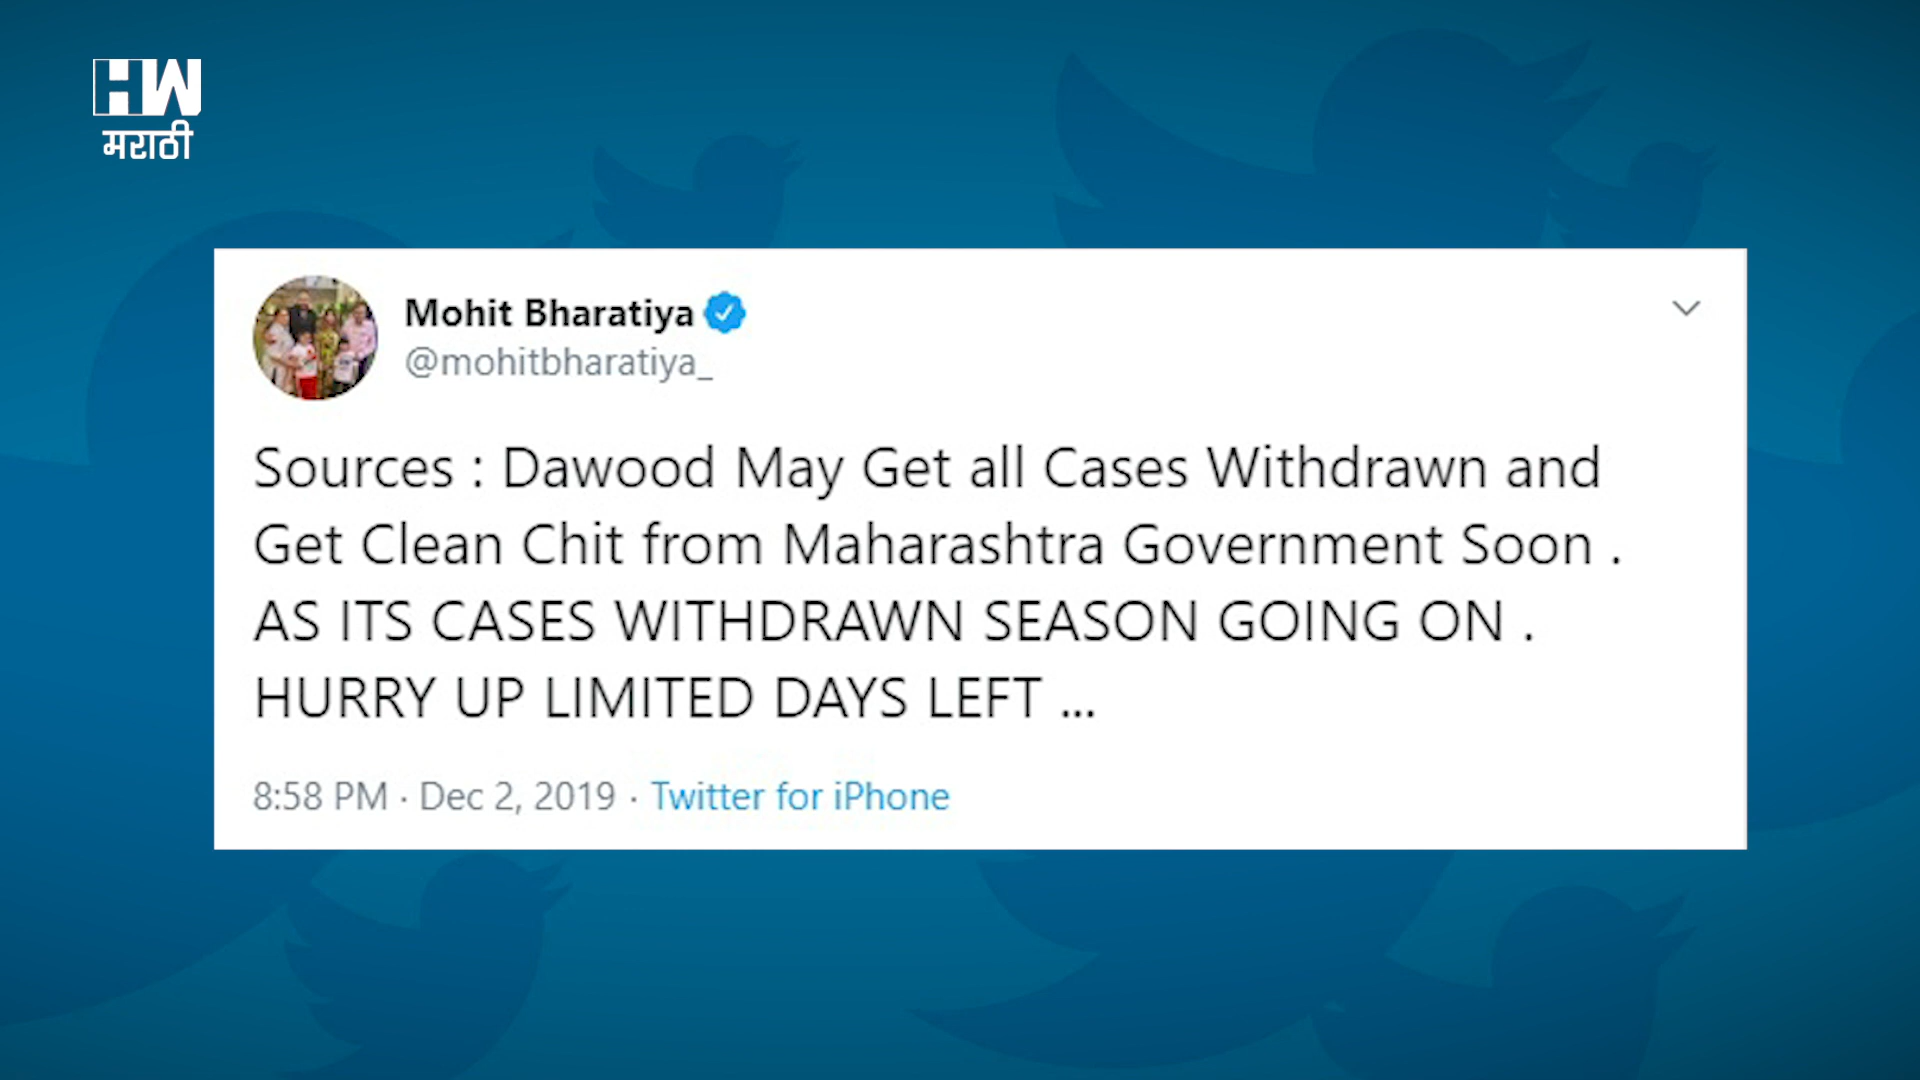 HW
मराठी
Mohit Bharatiya
@mohitbharatiya_
Sources : Dawood May Get all Cases Withdrawn and
Get Clean Chit from Maharashtra Government Soon .
AS ITS CASES WITHDRAWN SEASON GOING ON .
HURRY UP LIMITED DAYS LEFT ...
8:58 PM · Dec 2, 2019 · Twitter for iPhone